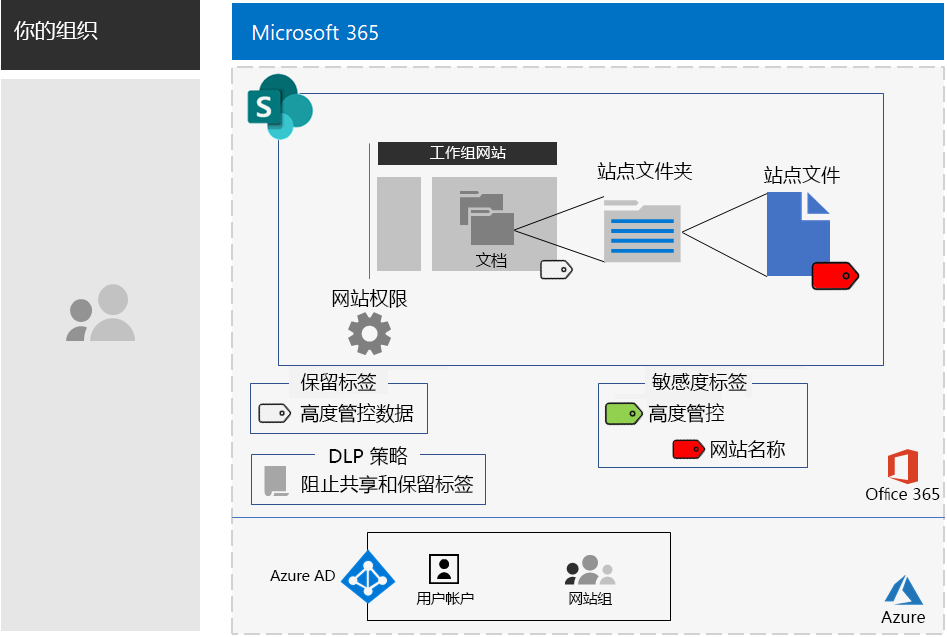 你的组织
Microsoft 365
S
工作组网站
站点文件夹
站点文件
文档
网站权限
保留标签
高度管控数据
敏感度标签
高度管控
网站名称
DLP 策略
阻止共享和保留标签
Office 365
Azure AD
用户帐户
网站组
Azure